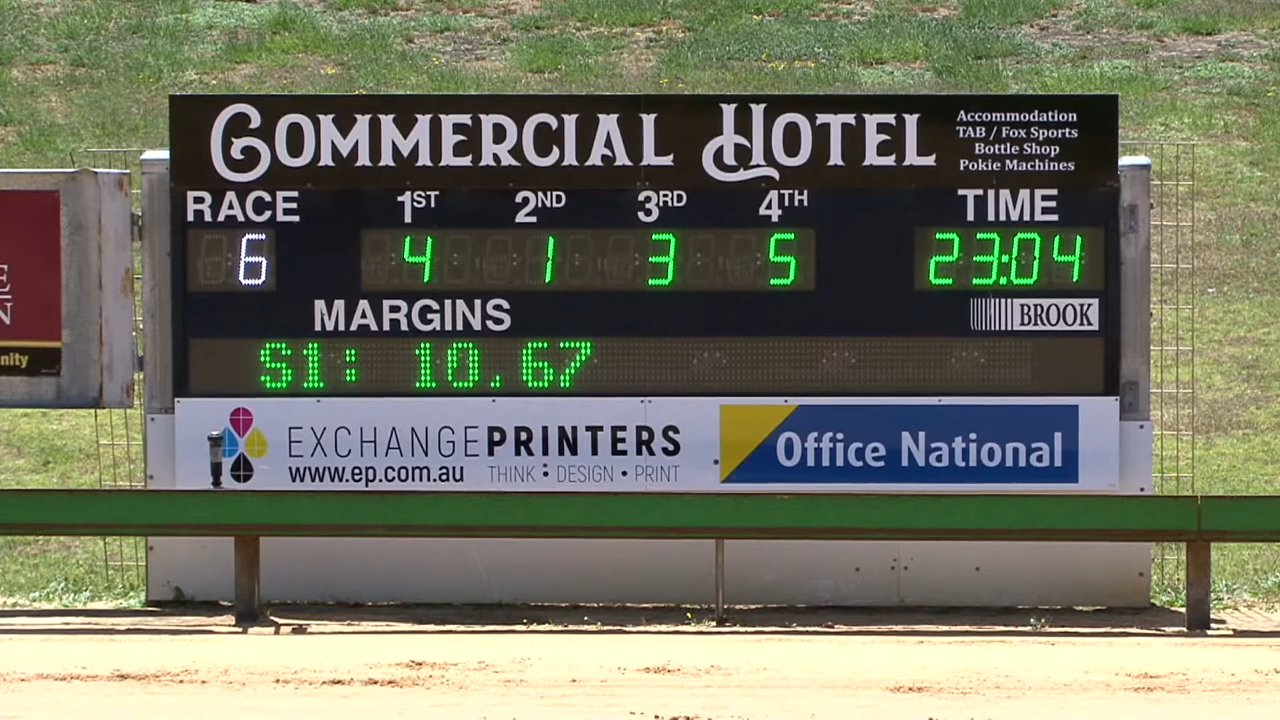 COMMERCIAL HOTEL
Accommodation
TAB / Fox Sports
Bottle Shop
Pokie Machines
RACE 1ST 2ND 3RD 4TH TIME
6 4 1 3 5 23:04
MARGINS
BROOK
S1: 10.67
E
N
nity
EXCHANGEPRINTERS
www.ep.com.au THINK • DESIGN • PRINT
Office National